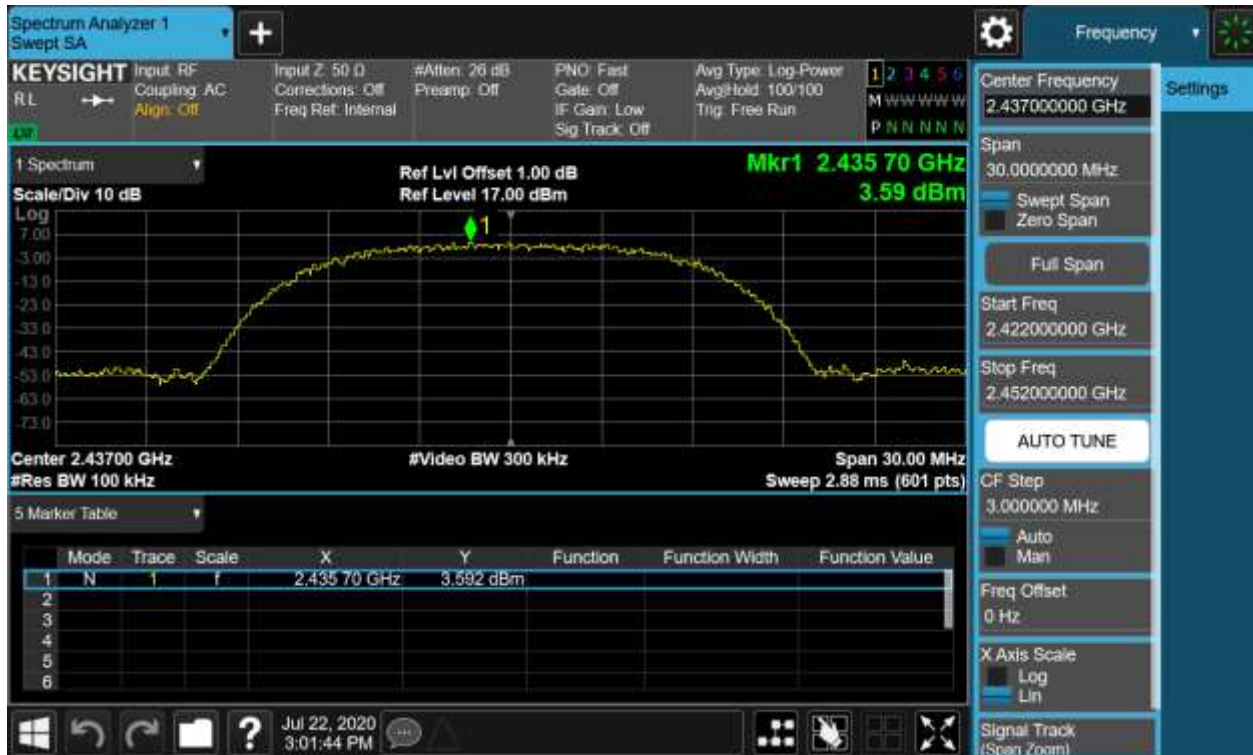 Spectrum Analyzer 1
Swept SA
+
Frequency
KEYSIGHT
RL
Input: RF
Coupling: AC
Align: Off
Input Z: 50 Ω
Corrections: Off
Freq Ref: Internal
#Atten: 26 dB
Preamp: Off
PNO: Fast
Gate: Off
IF Gain: Low
Sig Track: Off
Avg Type: Log-Power
Avg|Hold: 100/100
Trig: Free Run
1 2 3 4 5 6
M W W W W W
P N N N N N
1 Spectrum
Scale/Div 10 dB
Ref Lvl Offset 1.00 dB
Ref Level 17.00 dBm
Mkr1 2.435 70 GHz
3.59 dBm
Log
7.00
-3.00
-13.0
-23.0
-33.0
-43.0
-53.0
-63.0
-73.0
1
Center 2.43700 GHz
#Res BW 100 kHz
#Video BW 300 kHz
Span 30.00 MHz
Sweep 2.88 ms (601 pts)
5 Marker Table
Mode Trace Scale X Y Function Function Width Function Value
1 N 1 f 2.435 70 GHz 3.592 dBm
2
3
4
5
6
Jul 22, 2020
3:01:44 PM
Center Frequency
2.437000000 GHz
Settings
Span
30.0000000 MHz
Swept Span
Zero Span
Full Span
Start Freq
2.422000000 GHz
Stop Freq
2.452000000 GHz
AUTO TUNE
CF Step
3.000000 MHz
Auto
Man
Freq Offset
0 Hz
X Axis Scale
Log
Lin
Signal Track
(Span Zoom)